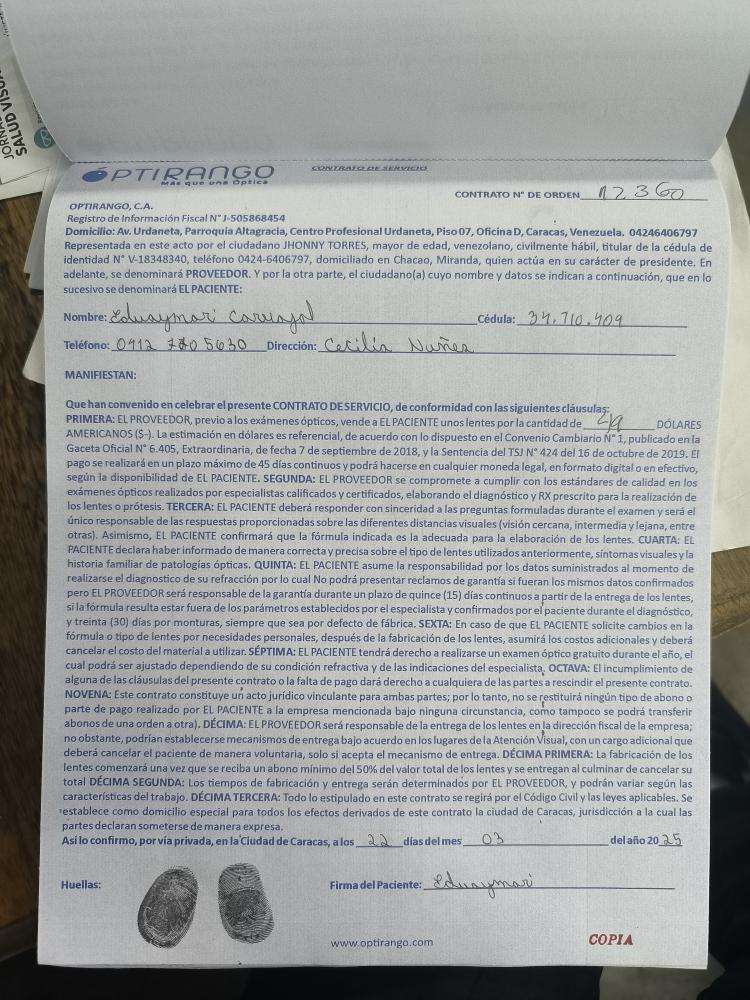 JORNA
SALUD VISUA
OPTIRANGO
Más que una Óptica
CONTRATO DE SERVICIO
CONTRATO N° DE ORDEN 12360
OPTIRANGO, C.A.
Registro de Información Fiscal N° J-505868454
Domicilio: Av. Urdaneta, Parroquia Altagracia, Centro Profesional Urdaneta, Piso 07, Oficina D, Caracas, Venezuela. 04246406797
Representada en este acto por el ciudadano JHONNY TORRES, mayor de edad, venezolano, civilmente hábil, titular de la cédula de
identidad N° V-18348340, teléfono 0424-6406797, domiciliado en Chacao, Miranda, quien actúa en su carácter de presidente. En
adelante, se denominará PROVEEDOR. Y por la otra parte, el ciudadano(a) cuyo nombre y datos se indican a continuación, que en lo
sucesivo se denominará EL PACIENTE:
Nombre: Eduaymari Carvajal Cédula: 34.710.409
Teléfono: 0412 780 5630 Dirección: Cecilia Nuñez
MANIFIESTAN:
Que han convenido en celebrar el presente CONTRATO DE SERVICIO, de conformidad con las siguientes cláusulas:
PRIMERA: EL PROVEEDOR, previo a los exámenes ópticos, vende a EL PACIENTE unos lentes por la cantidad de DÓLARES
AMERICANOS ($-). La estimación en dólares es referencial, de acuerdo con lo dispuesto en el Convenio Cambiario N° 1, publicado en la
Gaceta Oficial N° 6.405, Extraordinaria, de fecha 7 de septiembre de 2018, y la Sentencia del TSJ N° 424 del 16 de octubre de 2019. El
pago se realizará en un plazo máximo de 45 días continuos y podrá hacerse en cualquier moneda legal, en formato digital o en efectivo,
según la disponibilidad de EL PACIENTE. SEGUNDA: EL PROVEEDOR se compromete a cumplir con los estándares de calidad en los
exámenes ópticos realizados por especialistas calificados y certificados, elaborando el diagnóstico y RX prescrito para la realización de
los lentes o prótesis. TERCERA: EL PACIENTE deberá responder con sinceridad a las preguntas formuladas durante el examen y será el
único responsable de las respuestas proporcionadas sobre las diferentes distancias visuales (visión cercana, intermedia y lejana, entre
otras). Asimismo, EL PACIENTE confirmará que la fórmula indicada es la adecuada para la elaboración de los lentes. CUARTA: EL
PACIENTE declara haber informado de manera correcta y precisa sobre el tipo de lentes utilizados anteriormente, síntomas visuales y la
historia familiar de patologías ópticas. QUINTA: EL PACIENTE asume la responsabilidad por los datos suministrados al momento de
realizarse el diagnostico de su refracción por lo cual No podrá presentar reclamos de garantía si fueran los mismos datos confirmados
pero EL PROVEEDOR será responsable de la garantía durante un plazo de quince (15) días continuos a partir de la entrega de los lentes,
si la fórmula resulta estar fuera de los parámetros establecidos por el especialista y confirmados por el paciente durante el diagnóstico,
y treinta (30) días por monturas, siempre que sea por defecto de fábrica. SEXTA: En caso de que EL PACIENTE solicite cambios en la
fórmula o tipo de lentes por necesidades personales, después de la fabricación de los lentes, asumirá los costos adicionales y deberá
cancelar el costo del material a utilizar. SÉPTIMA: EL PACIENTE tendrá derecho a realizarse un examen óptico gratuito durante el año, el
cual podrá ser ajustado dependiendo de su condición refractiva y de las indicaciones del especialista. OCTAVA: El incumplimiento de
alguna de las cláusulas del presente contrato o la falta de pago dará derecho a cualquiera de las partes a rescindir el presente contrato.
NOVENA: Este contrato constituye un acto jurídico vinculante para ambas partes; por lo tanto, no se restituirá ningún tipo de abono o
parte de pago realizado por EL PACIENTE a la empresa mencionada bajo ninguna circunstancia, como tampoco se podrá transferir
abonos de una orden a otra). DÉCIMA: EL PROVEEDOR será responsable de la entrega de los lentes en la dirección fiscal de la empresa;
no obstante, podrían establecerse mecanismos de entrega bajo acuerdo en los lugares de la Atención Visual, con un cargo adicional que
deberá cancelar el paciente de manera voluntaria, solo si acepta el mecanismo de entrega. DÉCIMA PRIMERA: La fabricación de los
lentes comenzará una vez que se reciba un abono mínimo del 50% del valor total de los lentes y se entregan al culminar de cancelar su
total DÉCIMA SEGUNDA: Los tiempos de fabricación y entrega serán determinados por EL PROVEEDOR, y podrán variar según las
características del trabajo. DÉCIMA TERCERA: Todo lo estipulado en este contrato se regirá por el Código Civil y las leyes aplicables. Se
establece como domicilio especial para todos los efectos derivados de este contrato la ciudad de Caracas, jurisdicción a la cual las
partes declaran someterse de manera expresa.
Así lo confirmo, por vía privada, en la Ciudad de Caracas, a los 22 días del mes 03 del año 2025
Huellas: Firma del Paciente: Eduaymari
www.optirango.com
COPIA